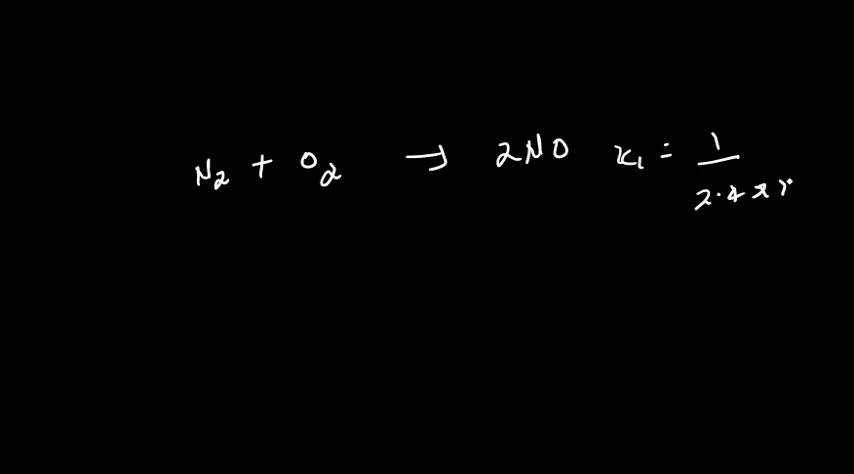 N2 + O2 → 2NO K1 = 1 / 2.4 x